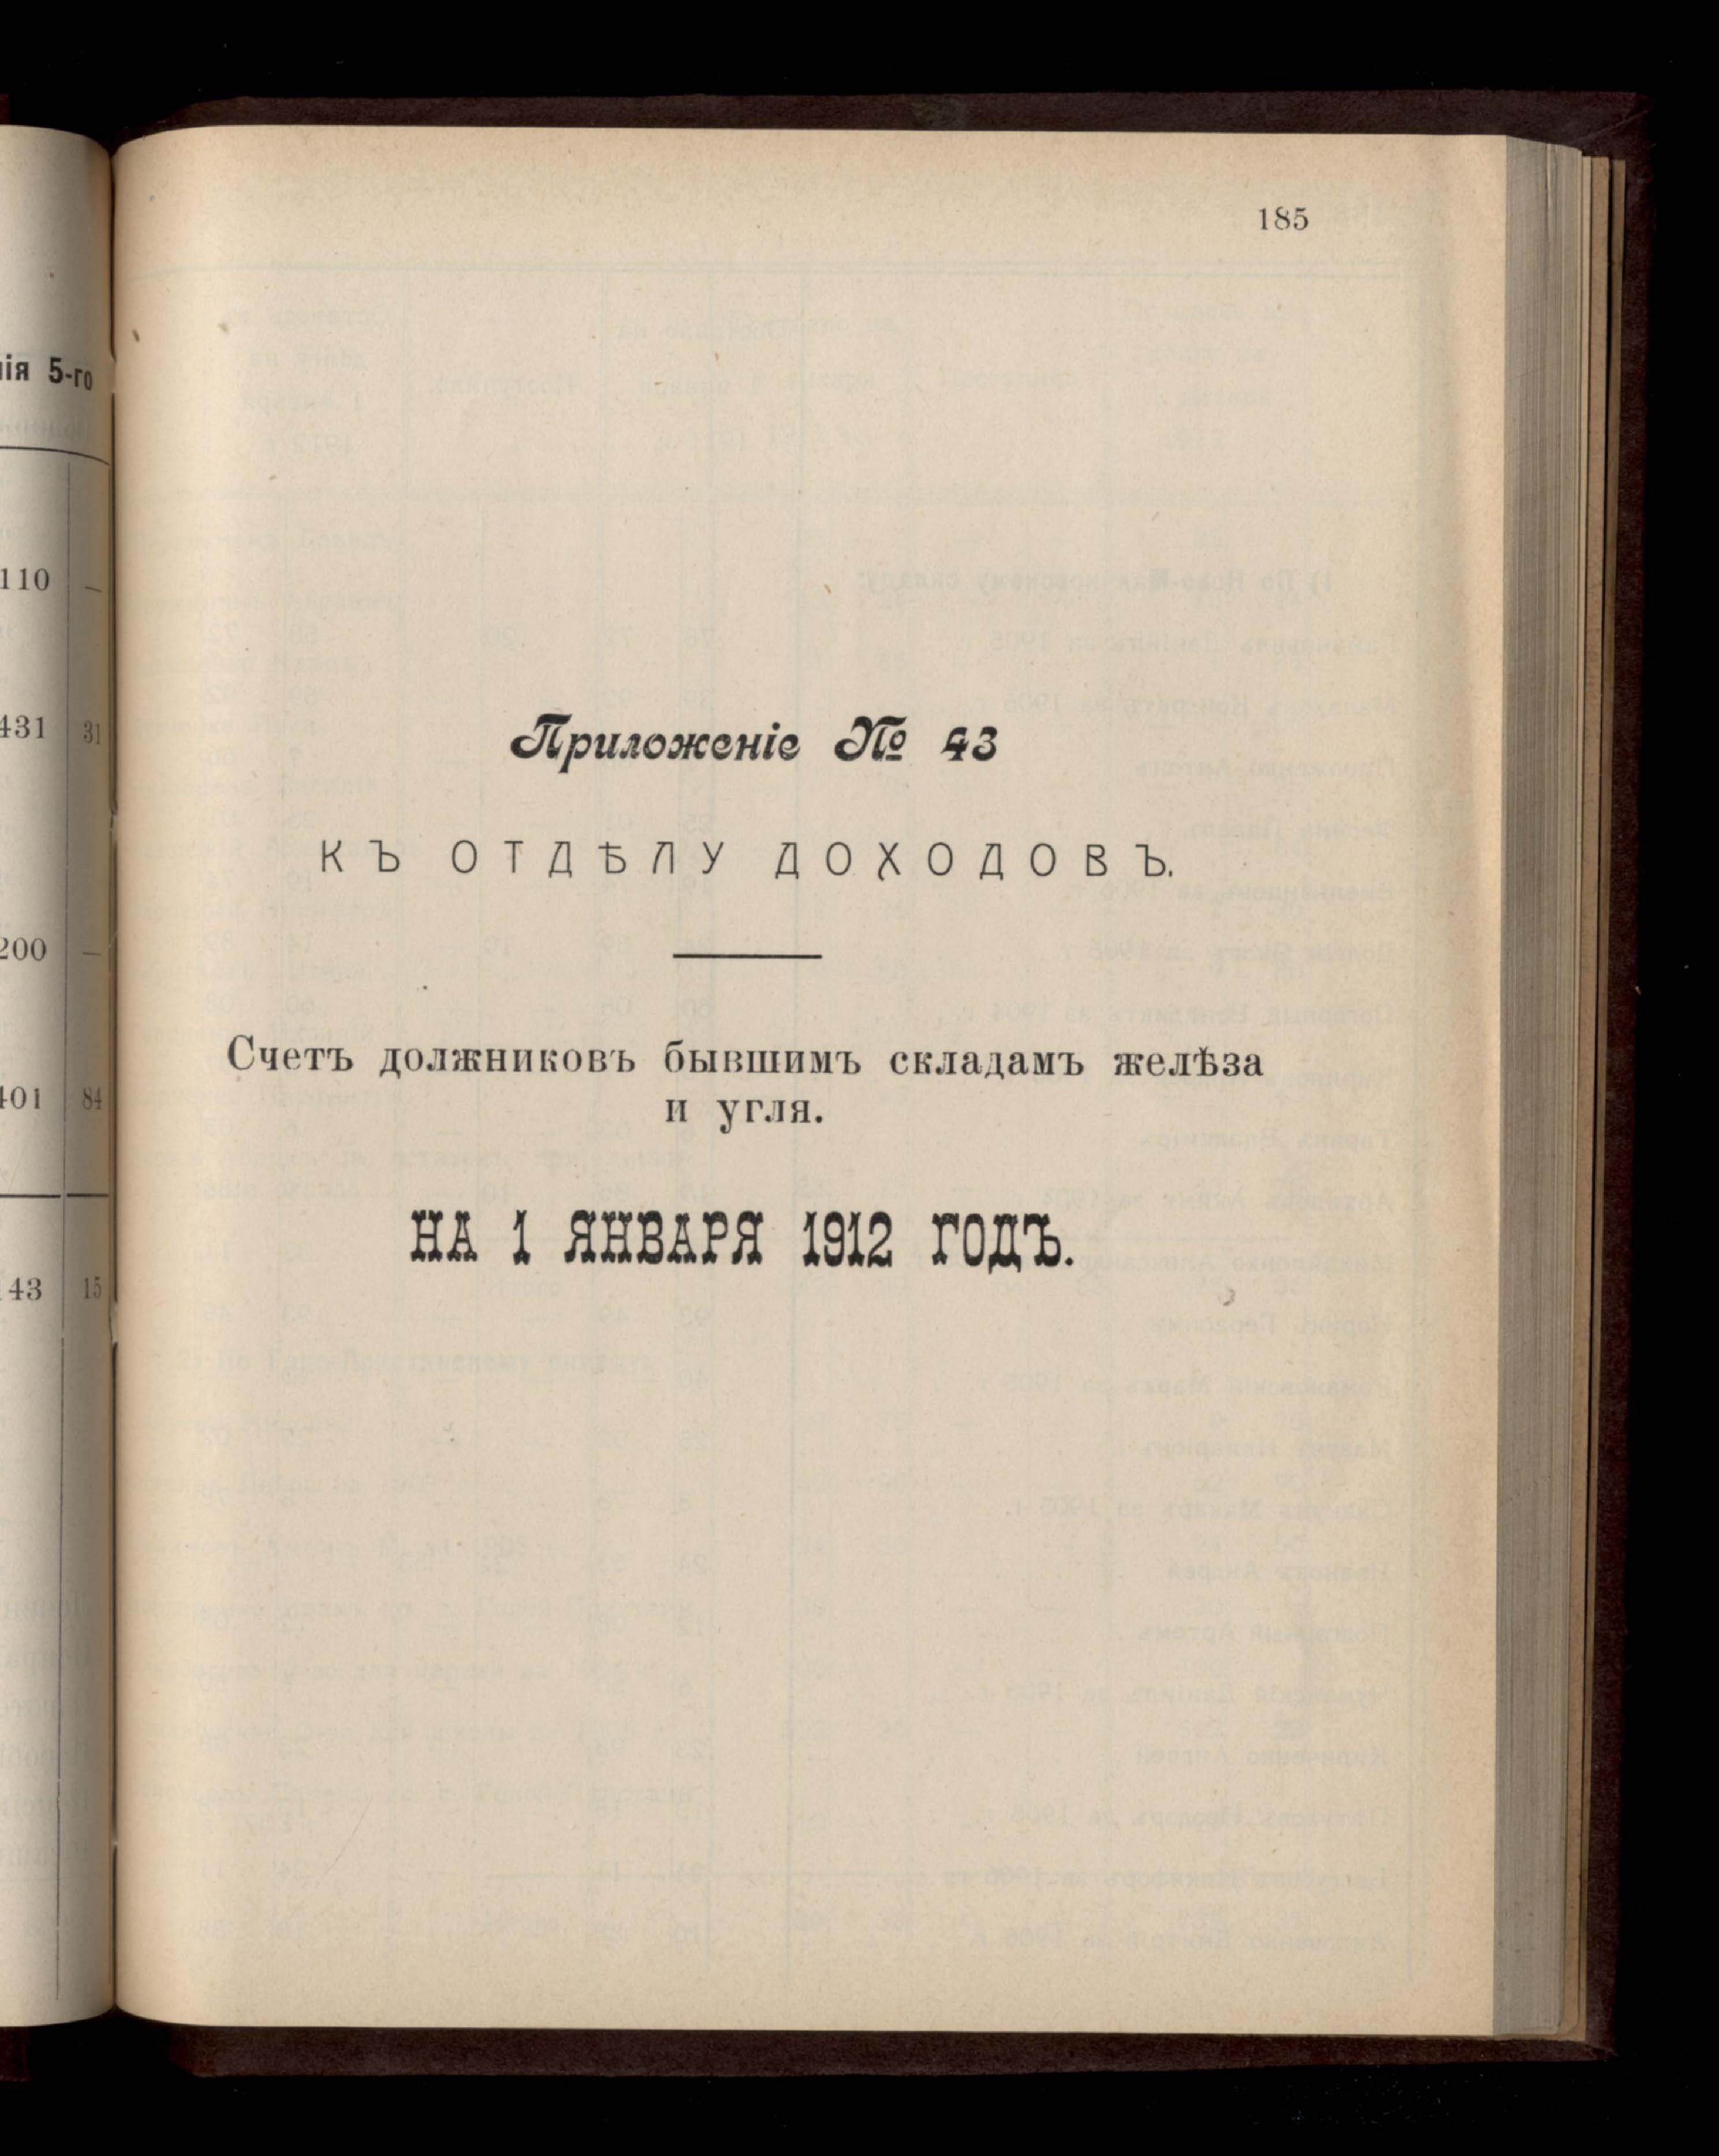 185
Приложеніе № 43
КЪ ОТДѢЛУ ДОХОДОВЪ.
Счетъ должниковъ бывшимъ складамъ желѣза
и угля.
НА 1 ЯНВАРЯ 1912 ГОДЪ.
5-го
110 —
431 31
200 —
401 84
43 15